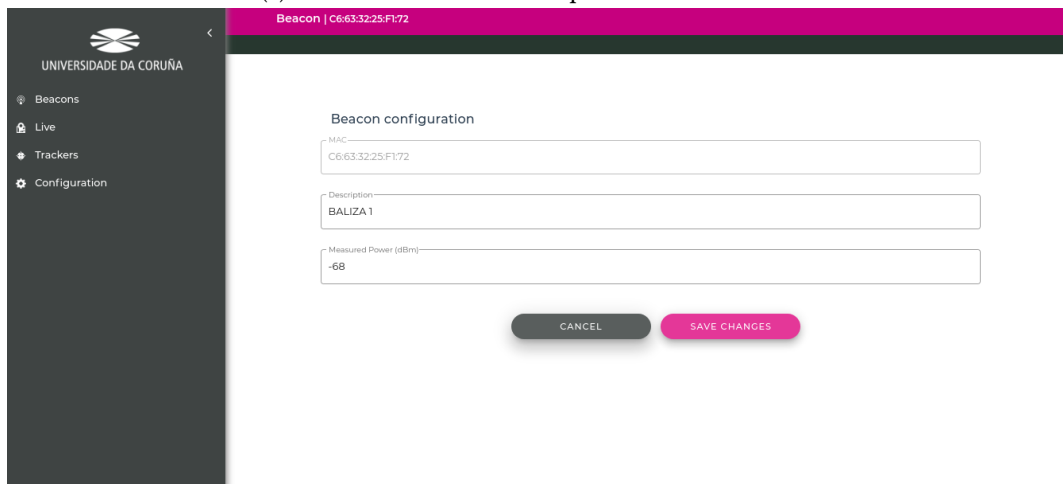 Beacon | C6:63:32:25:F1:72
UNIVERSIDADE DA CORUÑA
Beacons
Live
Trackers
Configuration
Beacon configuration
MAC
C6:63:32:25:F1:72
Description
BALIZA 1
Measured Power (dBm)
-68
CANCEL
SAVE CHANGES